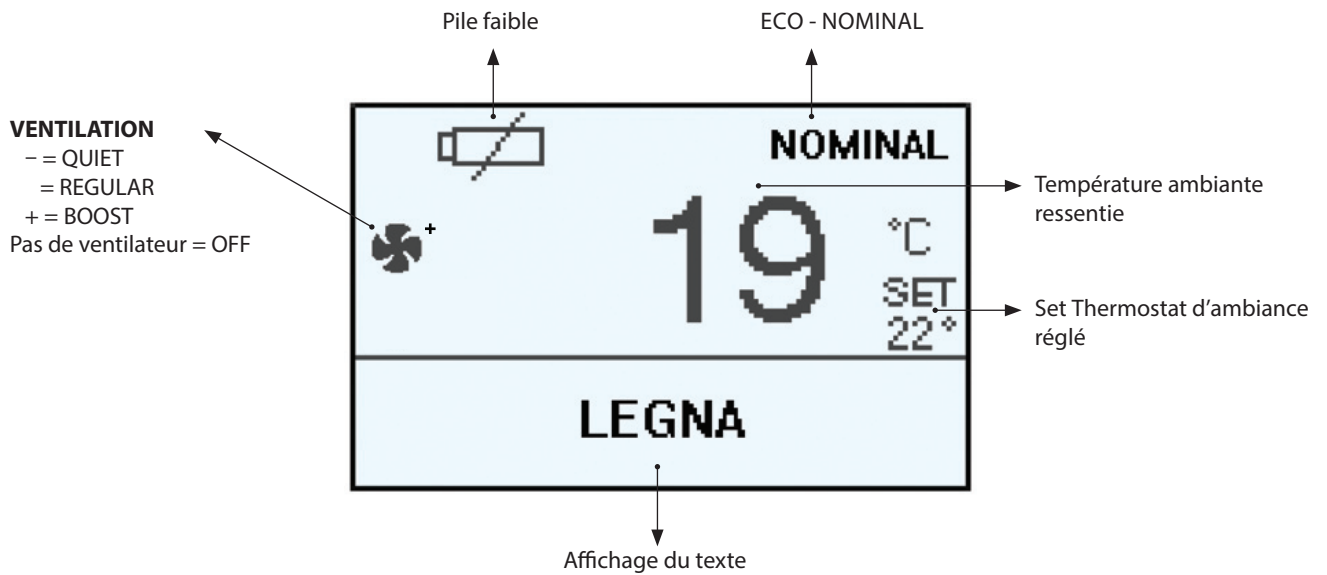 Pile faible
ECO - NOMINAL
VENTILATION
– = QUIET
= REGULAR
+ = BOOST
Pas de ventilateur = OFF
NOMINAL
+
19
°C
SET
22°
Température ambiante
ressentie
Set Thermostat d'ambiance
réglé
LEGNA
Affichage du texte